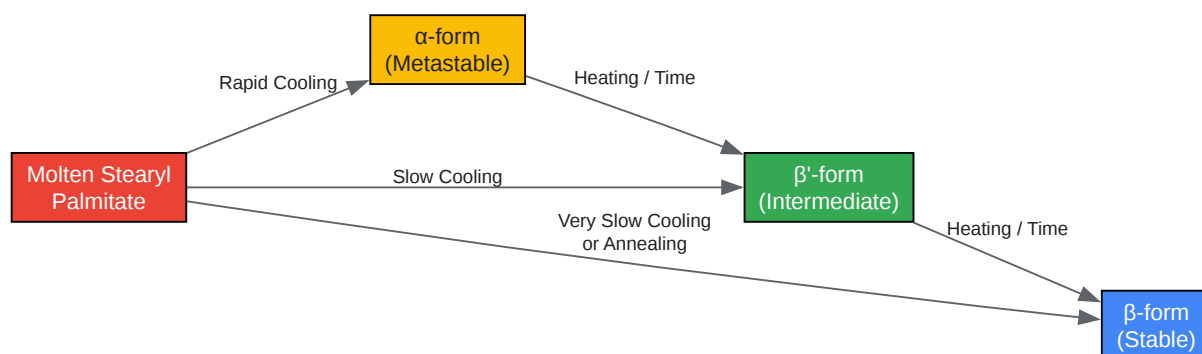 α-form
(Metastable)
Rapid Cooling
Heating / Time
Molten Stearyl
Palmitate
Slow Cooling
β'-form
(Intermediate)
Very Slow Cooling
or Annealing
Heating / Time
β-form
(Stable)